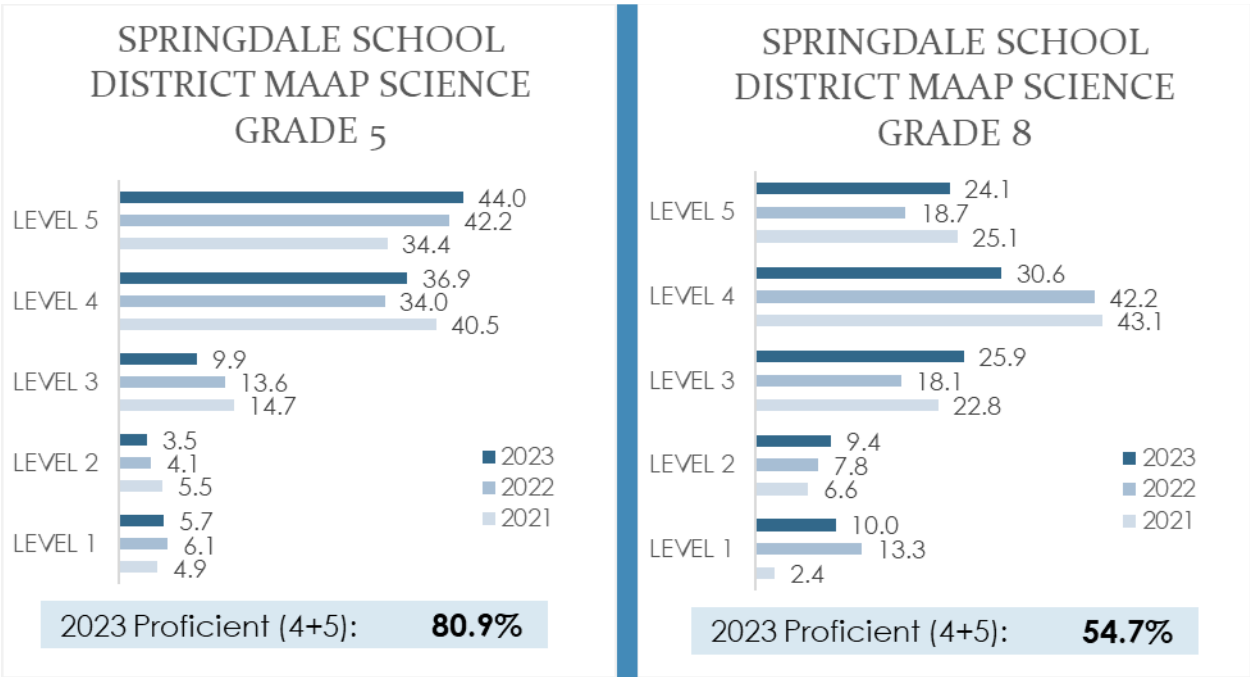 SPRINGDALE SCHOOL
DISTRICT MAAP SCIENCE
GRADE 5
LEVEL 5
44.0
42.2
34.4
LEVEL 4
36.9
34.0
40.5
LEVEL 3
9.9
13.6
14.7
LEVEL 2
3.5
4.1
5.5
LEVEL 1
5.7
6.1
4.9
2023
2022
2021
2023 Proficient (4+5): 80.9%
SPRINGDALE SCHOOL
DISTRICT MAAP SCIENCE
GRADE 8
LEVEL 5
24.1
18.7
25.1
LEVEL 4
30.6
42.2
43.1
LEVEL 3
25.9
18.1
22.8
LEVEL 2
9.4
7.8
6.6
LEVEL 1
10.0
13.3
2.4
2023
2022
2021
2023 Proficient (4+5): 54.7%